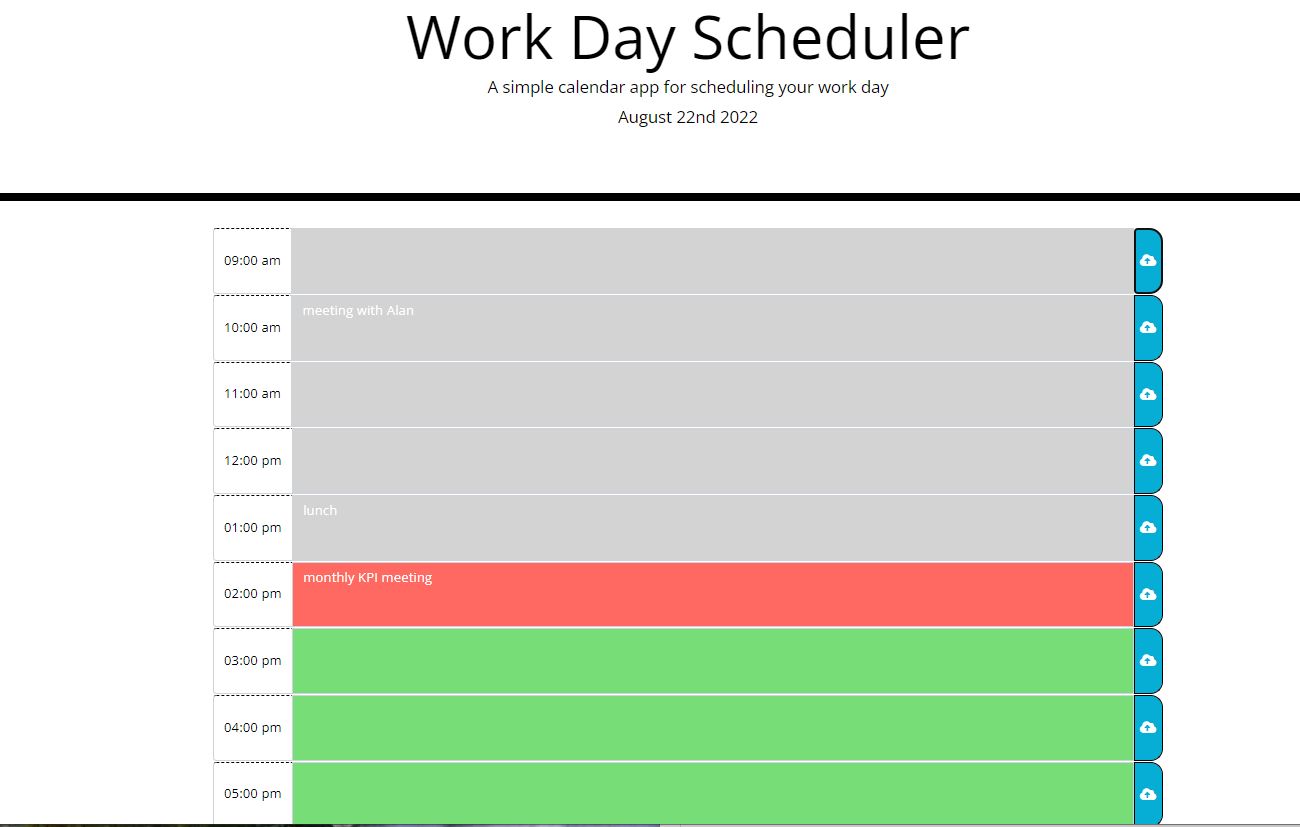 Work Day Scheduler
A simple calendar app for scheduling your work day
August 22nd 2022
09:00 am
10:00 am meeting with Alan
11:00 am
12:00 pm
01:00 pm lunch
02:00 pm monthly KPI meeting
03:00 pm
04:00 pm
05:00 pm